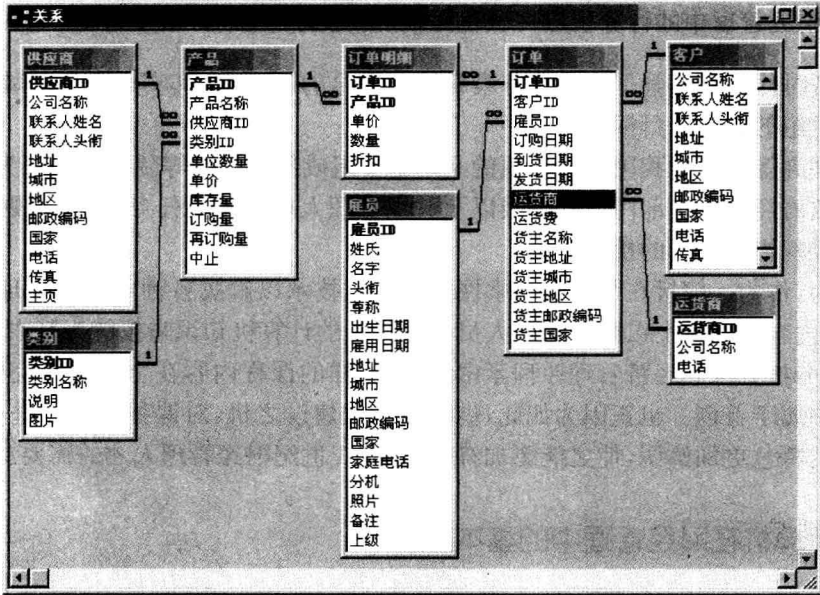 关系
供应商
供应商ID
公司名称
联系人姓名
联系人头衔
地址
城市
地区
邮政编码
国家
电话
传真
主页
类别
类别ID
类别名称
说明
图片
产品
产品ID
产品名称
供应商ID
类别ID
单位数量
单价
库存量
订购量
再订购量
中止
订单明细
订单ID
产品ID
单价
数量
折扣
雇员
雇员ID
姓氏
名字
头衔
尊称
出生日期
雇用日期
地址
城市
地区
邮政编码
国家
家庭电话
分机
照片
备注
上级
订单
订单ID
客户ID
雇员ID
订购日期
到货日期
发货日期
运货商
运货费
货主名称
货主地址
货主城市
货主地区
货主邮政编码
货主国家
客户
公司名称
联系人姓名
联系人头衔
地址
城市
地区
邮政编码
国家
电话
传真
运货商
运货商ID
公司名称
电话
1
∞
∞
1
1
∞
∞
1
∞
1
1
∞
∞
1